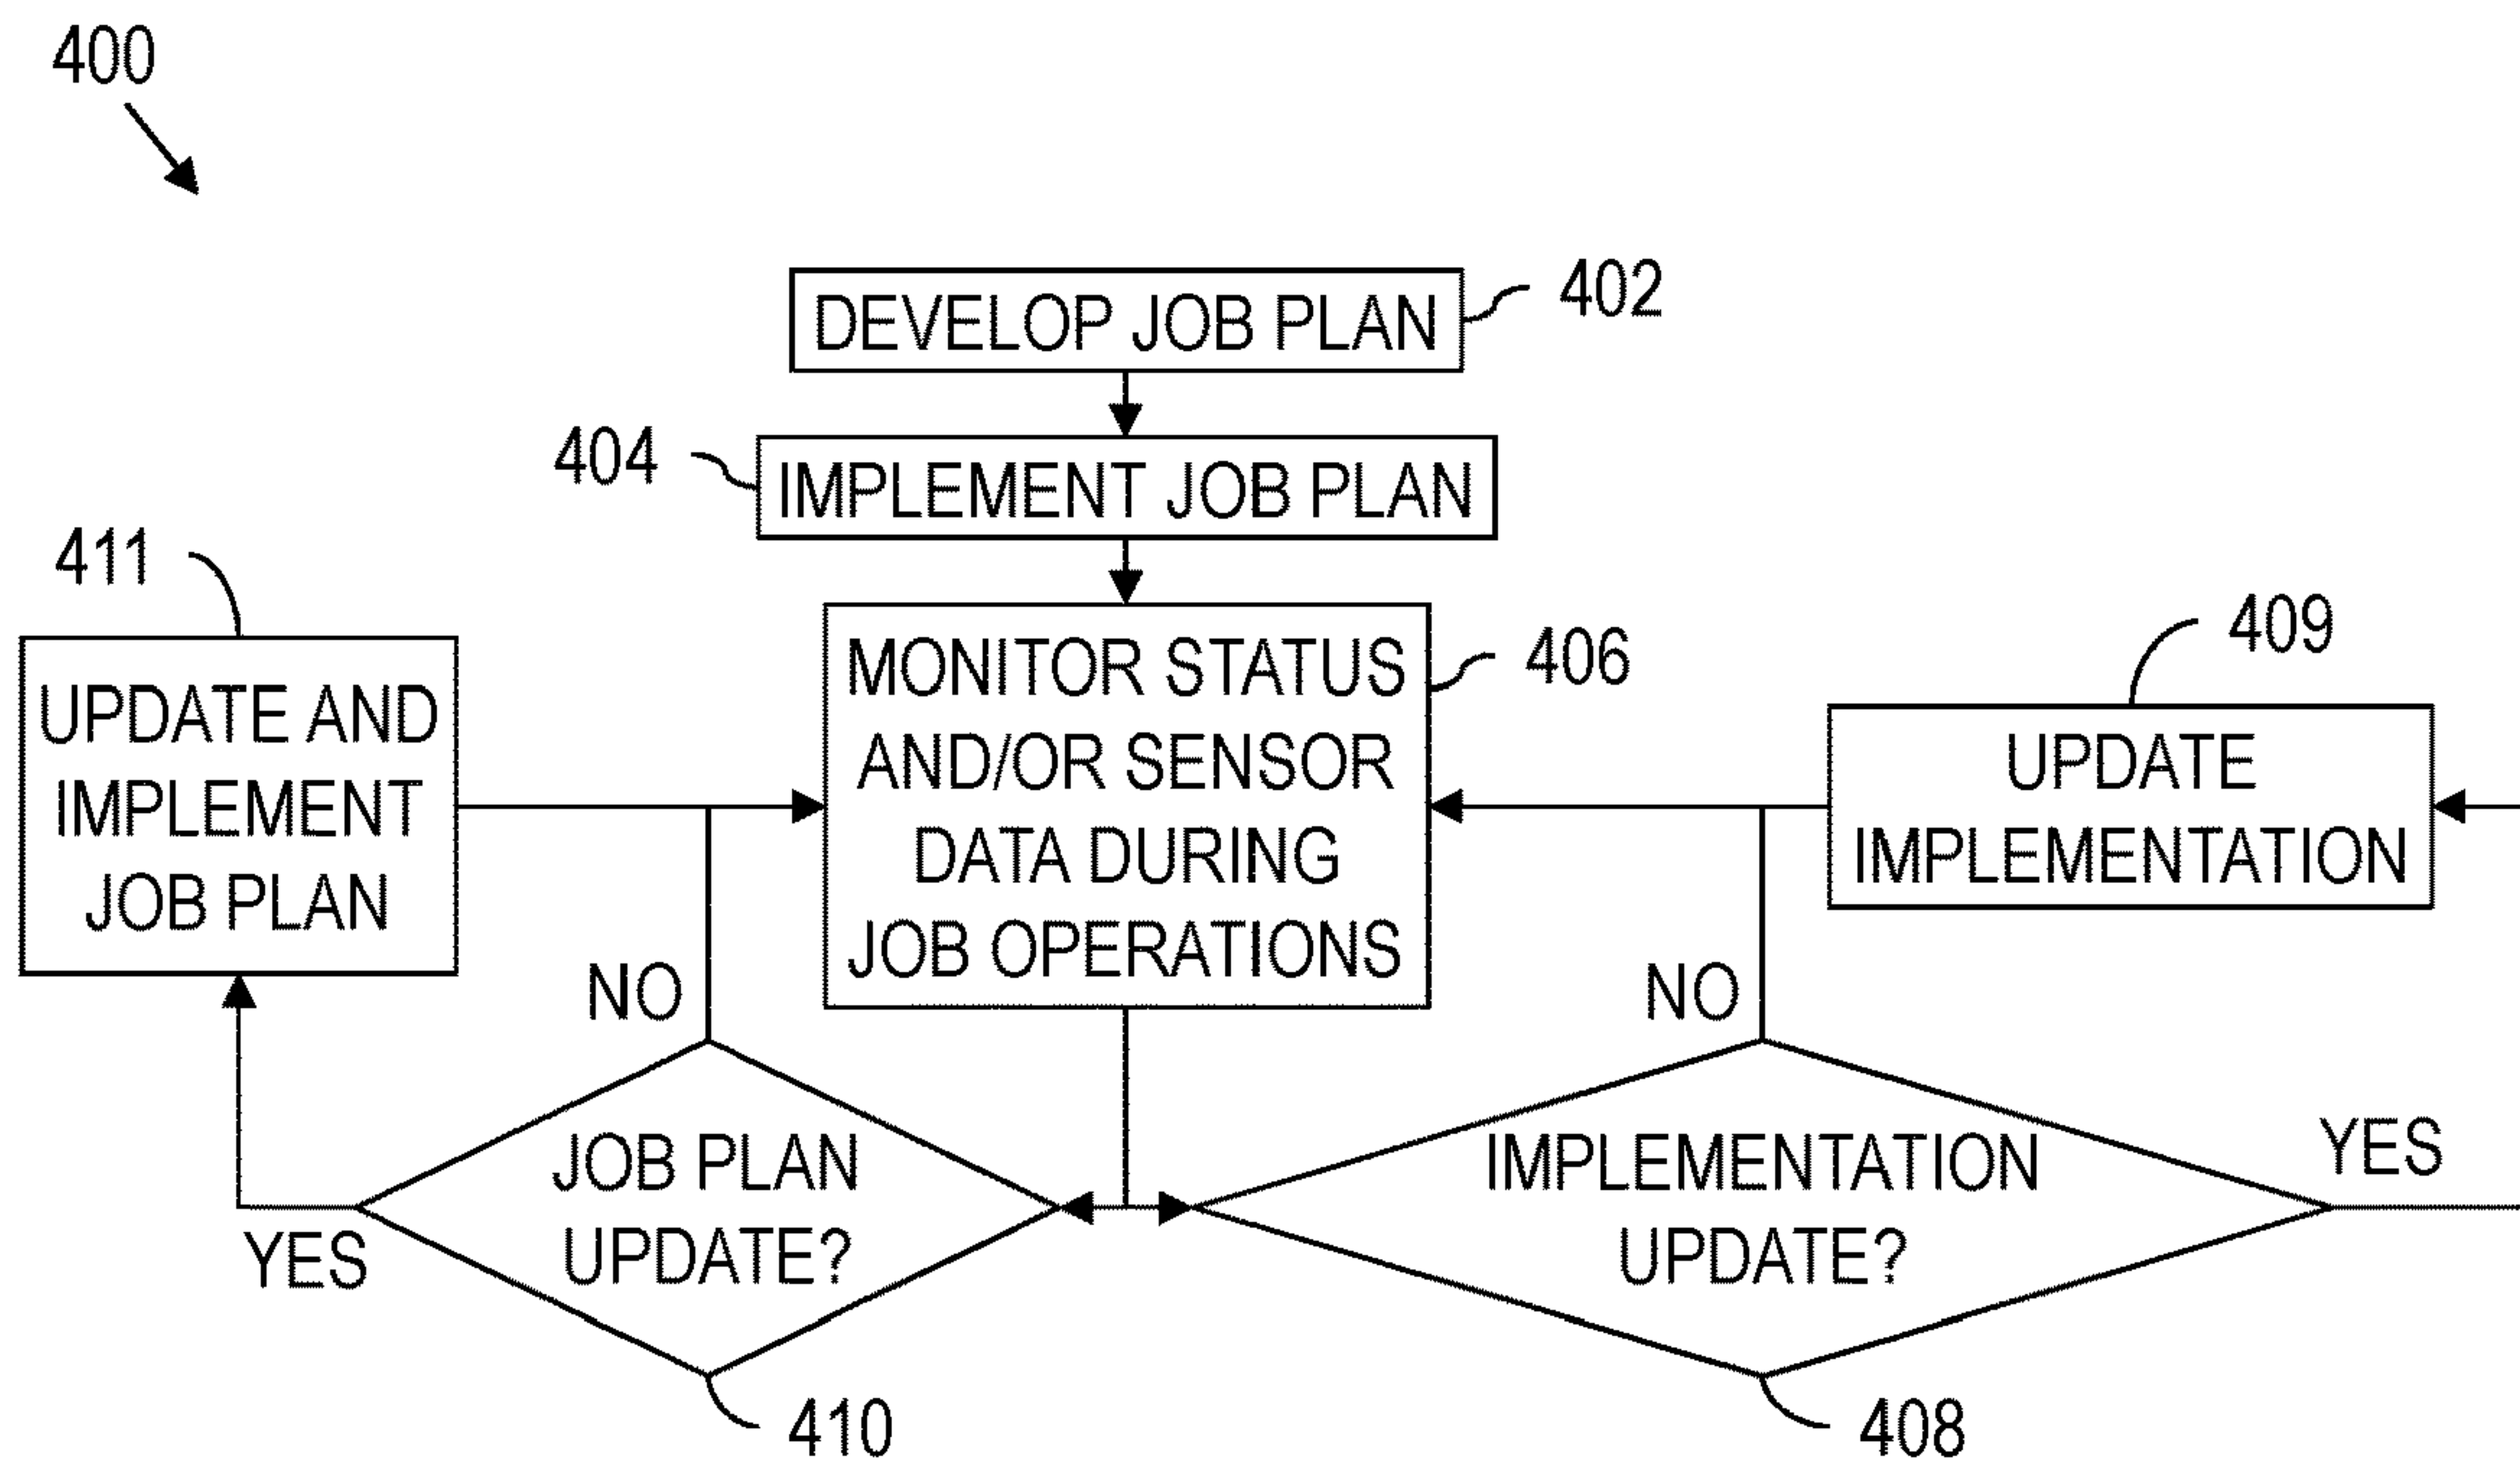 400
DEVELOP JOB PLAN
402
404
IMPLEMENT JOB PLAN
411
UPDATE AND
IMPLEMENT
JOB PLAN
MONITOR STATUS
AND/OR SENSOR
DATA DURING
JOB OPERATIONS
406
409
UPDATE
IMPLEMENTATION
NO
NO
JOB PLAN
UPDATE?
YES
IMPLEMENTATION
UPDATE?
YES
410
408